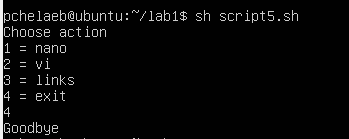 pchelaeb@ubuntu:~/lab1$ sh script5.sh
Choose action
1 = nano
2 = vi
3 = links
4 = exit
4
Goodbye